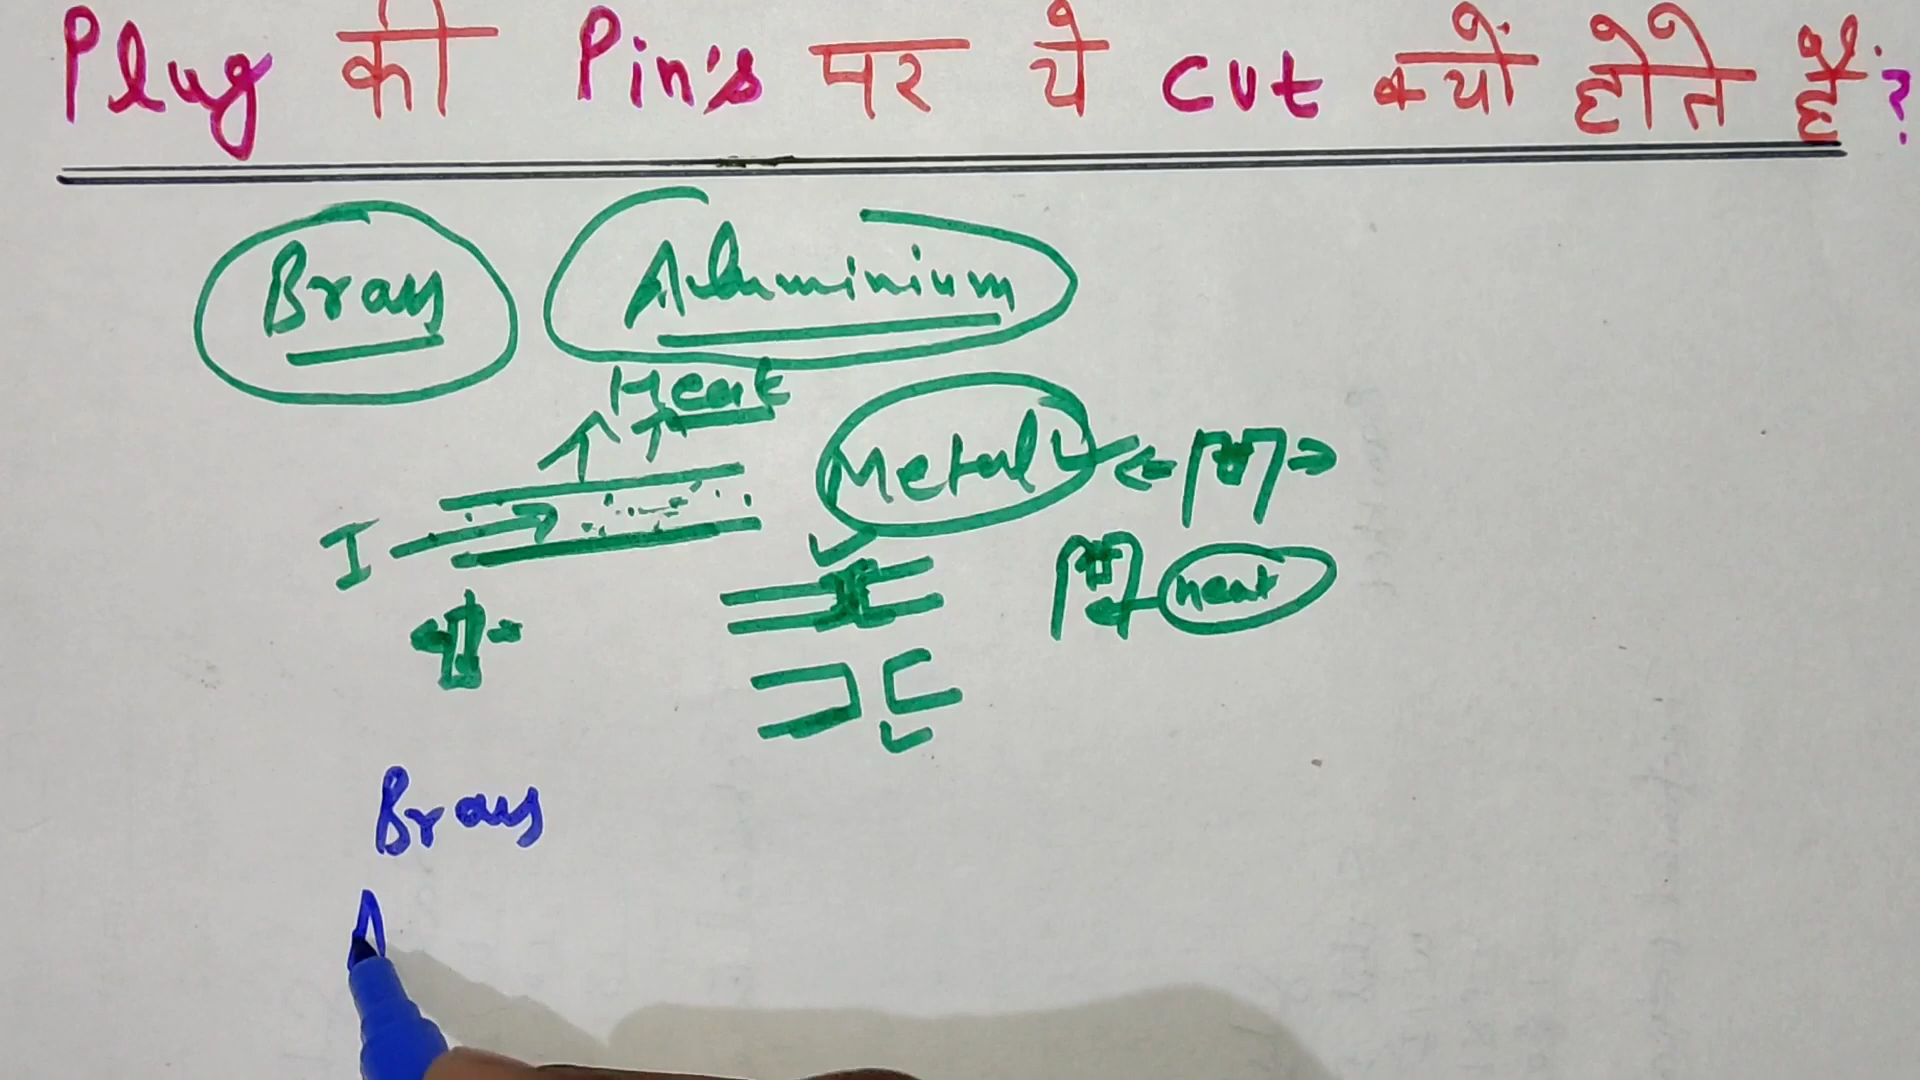 Plug की Pin's पर ये cut क्यों होते हैं?
Brass Aluminium
Heat
Metal
I
Heat
Brass
A